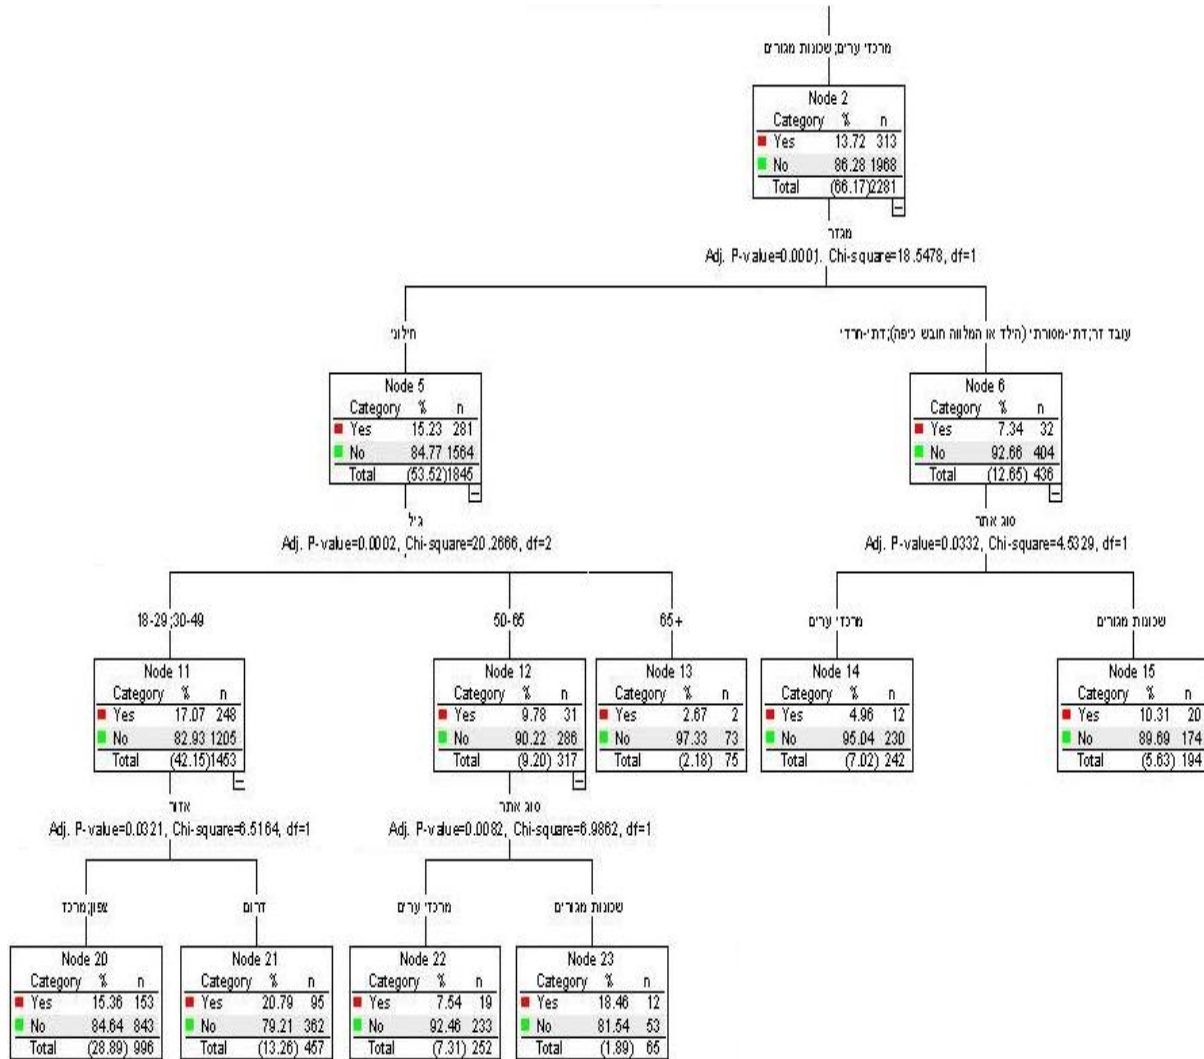 מרכזי ערים; שכונות מגורים
Node 2
Category % n
Yes 13.72 313
No 86.28 1968
Total (66.17)2281
מגזר
Adj. P-value=0.0001, Chi-square=18.5478, df=1
חילוני
עובד זר;דתי-מסורתי (הילד או המלווה חובש כיפה);דתי-חרדי
Node 5
Category % n
Yes 15.23 281
No 84.77 1564
Total (53.52)1845
Node 6
Category % n
Yes 7.34 32
No 92.66 404
Total (12.65) 436
גיל
Adj. P-value=0.0002, Chi-square=20.2666, df=2
סוג אתר
Adj. P-value=0.0332, Chi-square=4.5329, df=1
18-29;30-49
50-65
65+
מרכזי ערים
שכונות מגורים
Node 11
Category % n
Yes 17.07 248
No 82.93 1205
Total (42.15)1453
Node 12
Category % n
Yes 9.78 31
No 90.22 286
Total (9.20) 317
Node 13
Category % n
Yes 2.67 2
No 97.33 73
Total (2.18) 75
Node 14
Category % n
Yes 4.96 12
No 95.04 230
Total (7.02) 242
Node 15
Category % n
Yes 10.31 20
No 89.69 174
Total (5.63) 194
אזור
Adj. P-value=0.0321, Chi-square=6.5164, df=1
סוג אתר
Adj. P-value=0.0082, Chi-square=6.9862, df=1
צפון;מרכז
דרום
מרכזי ערים
שכונות מגורים
Node 20
Category % n
Yes 15.36 153
No 84.64 843
Total (28.89) 996
Node 21
Category % n
Yes 20.79 95
No 79.21 362
Total (13.26) 457
Node 22
Category % n
Yes 7.54 19
No 92.46 233
Total (7.31) 252
Node 23
Category % n
Yes 18.46 12
No 81.54 53
Total (1.89) 65